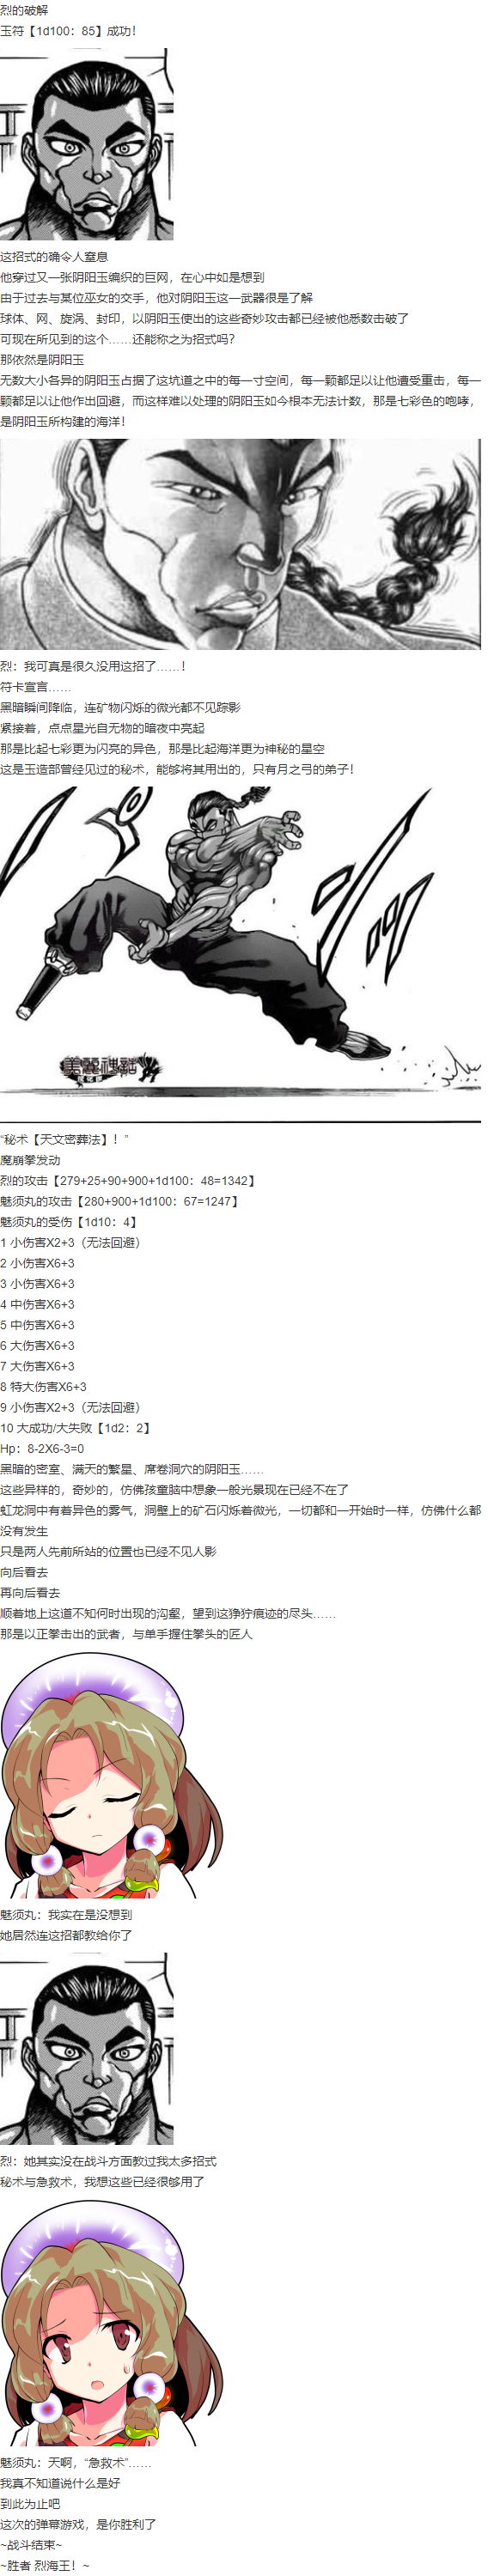 烈的破解
玉符【1d100：85】成功！
这招式的确令人窒息
他穿过又一张阴阳玉编织的巨网，在心中如是想到
由于过去与某位巫女的交手，他对阴阳玉这一武器很是了解
球体、网、旋涡、封印，以阴阳玉使出的这些奇妙攻击都已经被他悉数击破了
可现在所见到的这个……还能称之为招式吗？
那依然是阴阳玉
无数大小各异的阴阳玉占据了这坑道之中的每一寸空间，每一颗都足以让他遭受重击，每一
颗都足以让他作出回避，而这样难以处理的阴阳玉如今根本无法计数，那是七彩色的咆哮，
是阴阳玉所构建的海洋！
烈：我可真是很久没用这招了……！
符卡宣言……
黑暗瞬间降临，连矿物闪烁的微光都不见踪影
紧接着，点点星光自无物的暗夜中亮起
那是比起七彩更为闪亮的异色，那是比起海洋更为神秘的星空
这是玉造部曾经见过的秘术，能够将其用出的，只有月之弓的弟子！
“秘术【天文密葬法】！”
魔崩拳发动
烈的攻击【279+25+90+900+1d100：48=1342】
魅须丸的攻击【280+900+1d100：67=1247】
魅须丸的受伤【1d10：4】
1 小伤害X2+3（无法回避）
2 小伤害X6+3
3 小伤害X6+3
4 中伤害X6+3
5 中伤害X6+3
6 大伤害X6+3
7 大伤害X6+3
8 特大伤害X6+3
9 小伤害X2+3（无法回避）
10 大成功/大失败【1d2：2】
Hp：8-2X6-3=0
黑暗的密室、满天的繁星、席卷洞穴的阴阳玉……
这些异样的，奇妙的，仿佛孩童脑中想象一般光景现在已经不在了
虹龙洞中有着异色的雾气，洞壁上的矿石闪烁着微光，一切都和一开始时一样，仿佛什么都
没有发生
只是两人先前所站的位置也已经不见人影
向后看去
再向后看去
顺着地上这道不知何时出现的沟壑，望到这狰狞痕迹的尽头……
那是以正拳击出的武者，与单手握住拳头的匠人
魅须丸：我实在是没想到
她居然连这招都教给你了
烈：她其实没在战斗方面教过我太多招式
秘术与急救术，我想这些已经很够用了
魅须丸：天啊，“急救术”……
我真不知道说什么是好
到此为止吧
这次的弹幕游戏，是你胜利了
~战斗结束~
~胜者 烈海王！~